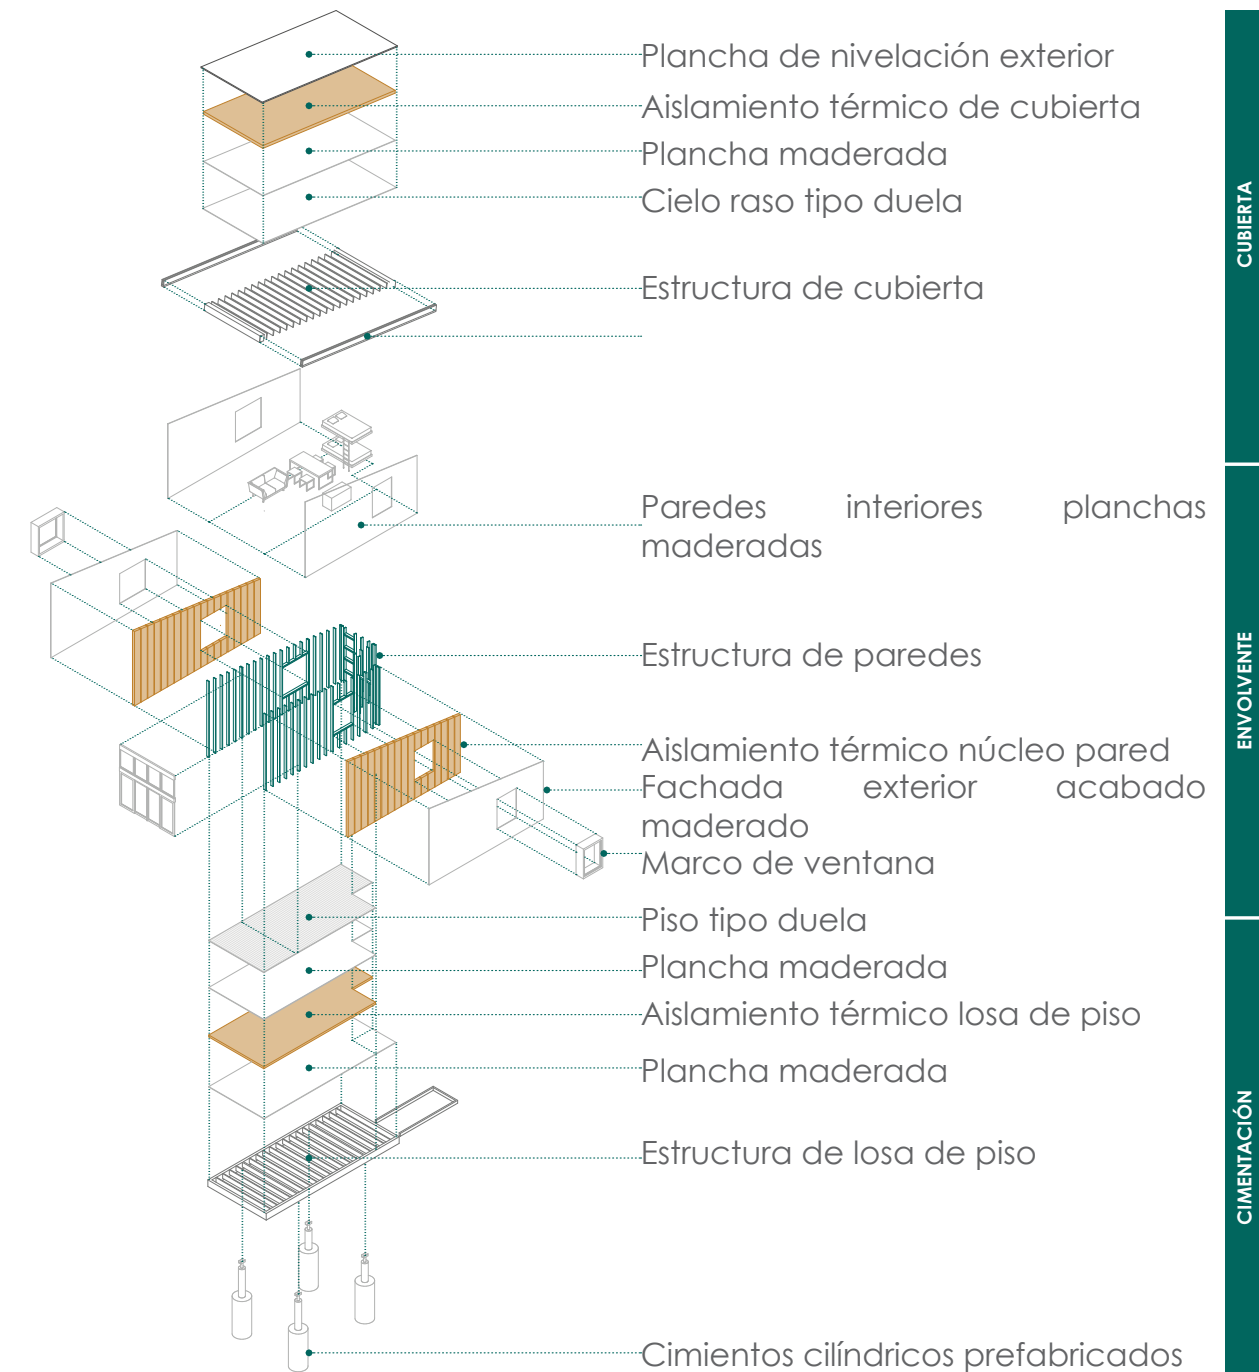 Plancha de nivelación exterior
Aislamiento térmico de cubierta
Plancha maderada
Cielo raso tipo duela
Estructura de cubierta
CUBIERTA
Paredes interiores planchas
maderadas
Estructura de paredes
Aislamiento térmico núcleo pared
Fachada exterior acabado
maderado
Marco de ventana
ENVOLVENTE
Piso tipo duela
Plancha maderada
Aislamiento térmico losa de piso
Plancha maderada
Estructura de losa de piso
Cimientos cilíndricos prefabricados
CIMENTACIÓN